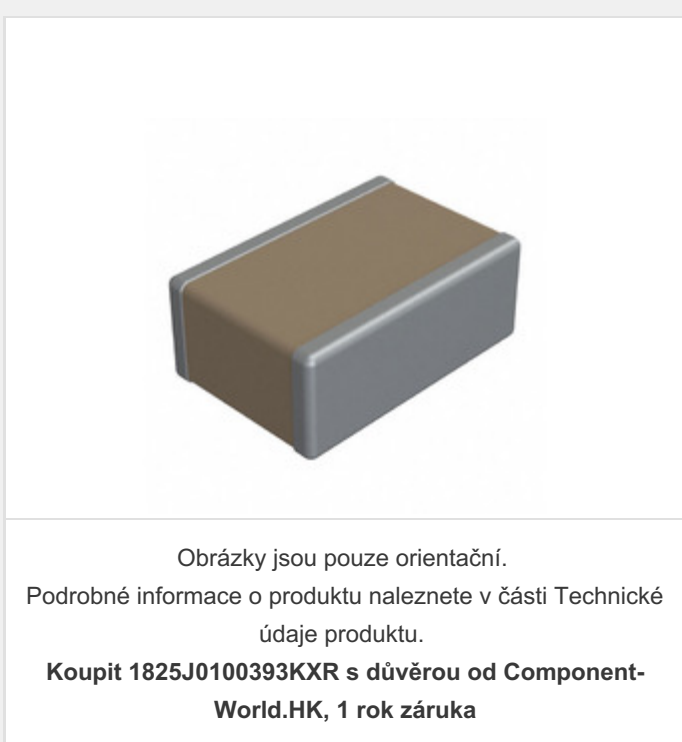 Obrázky jsou pouze orientační.
Podrobné informace o produktu naleznete v části Technické
údaje produktu.
Koupit 1825J0100393KXR s důvěrou od Component-
World.HK, 1 rok záruka